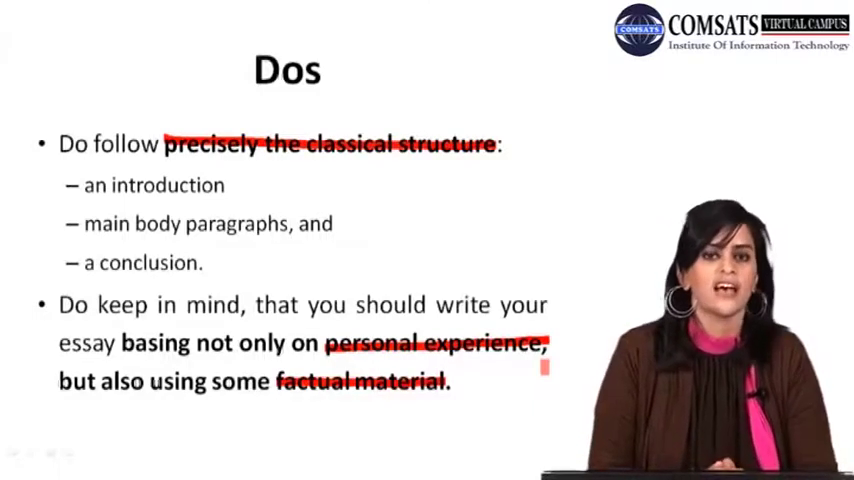 COMSATS VIRTUAL CAMPUS
COMSATS
Institute Of Information Technology
Dos
• Do follow precisely the classical structure:
– an introduction
– main body paragraphs, and
– a conclusion.
• Do keep in mind, that you should write your
essay basing not only on personal experience,
but also using some factual material.